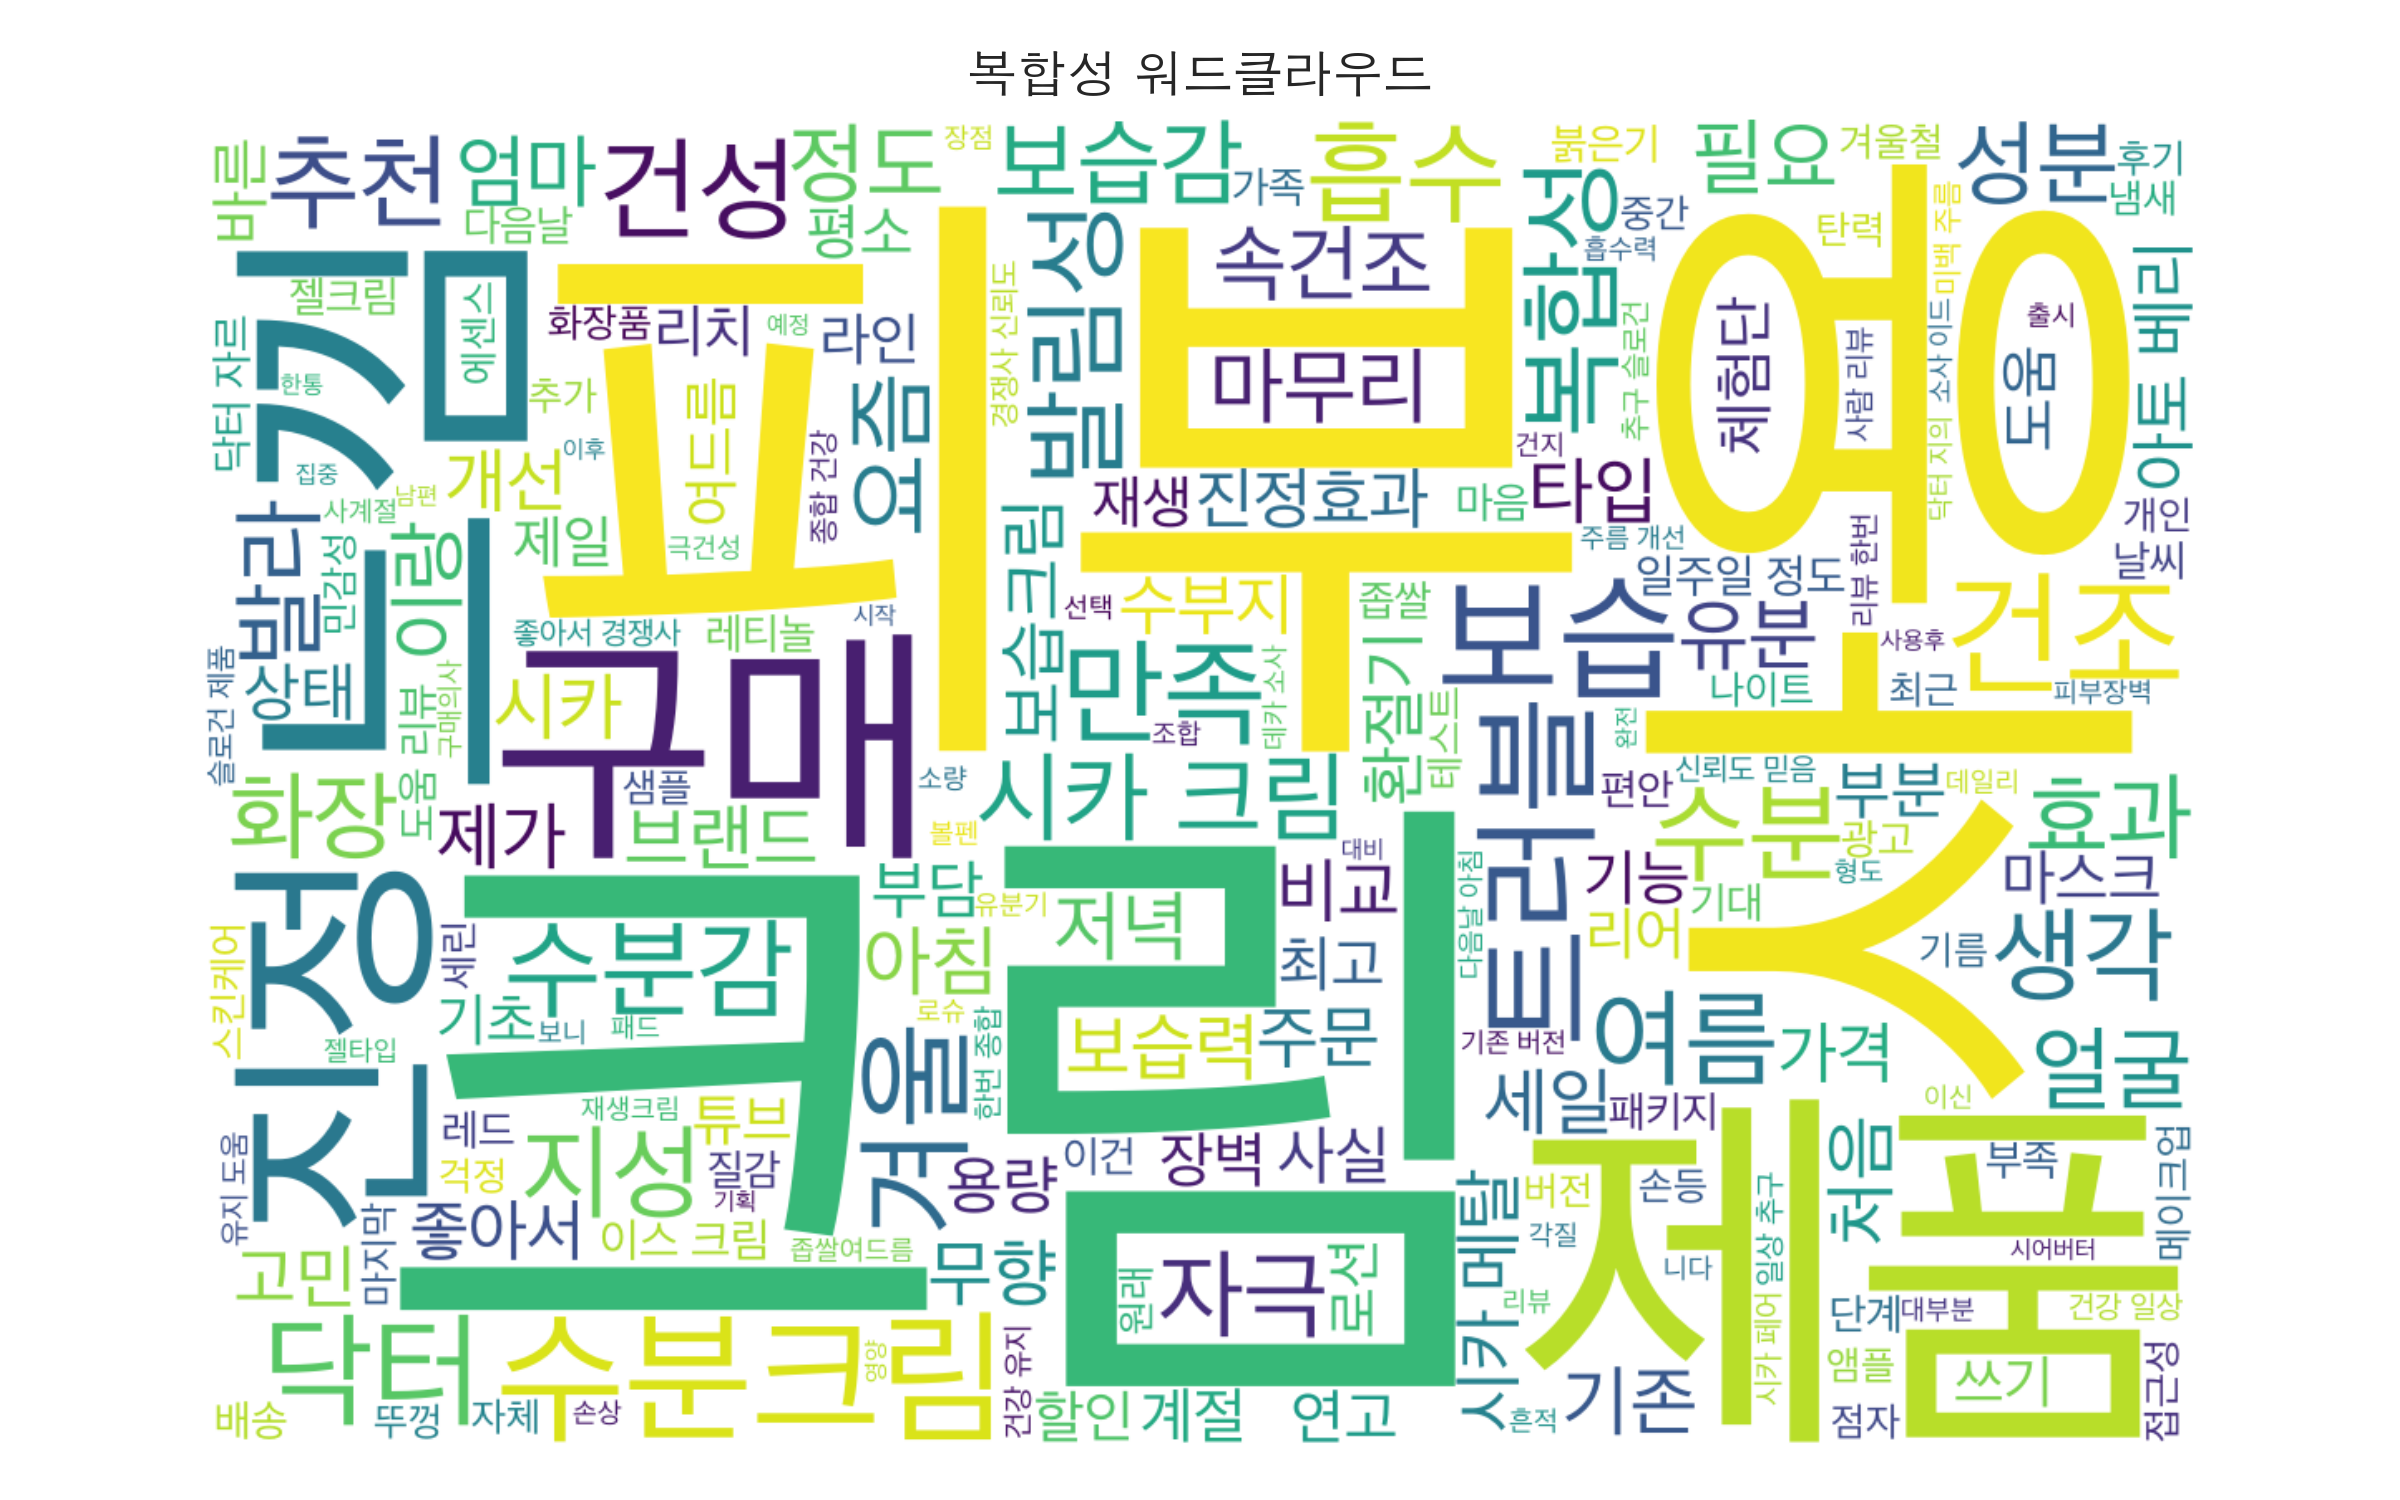 복합성 워드클라우드
바른
추천
엄마
다음날
건성
정도
평소
장점
보습감
가족
흡수
붉은기
필요
겨울철
성분
후기
냄새
중간
흡수력
복합성
탄력
미백 주름
젤크림
느낌
에센스
닥터 자르
한통
집중
화장품
리치
예정
라인
피부
여드름
추가
이후
개선
남편
사계절
종합 건강
요즘
경쟁사 신뢰도
발림성
속건조
마무리
추구 슬로건
건지
타입
체험단
사용
사람 리뷰
소사 이드
닥터 지의
출시
도움
아토 베리
개인
날씨
재생
진정효과
마음
주름 개선
일주일 정도
리뷰 한번
발라
민감성
이랑
제일
극건성
시작
좋아서 경쟁사
레티놀
보습크림
선택
수부지
좁쌀
보습
유분
사용후
건조
피부장벽
상태
슬로건 제품
리뷰
구매의사
시카
구매
만족
조합
데카 소사
환절기
테스트
트러블
나이트
최근
완전
화장
도움
제가
샘플
브랜드
소량
볼펜
시카 크림
대비
편안
신뢰도 믿음
부분
데일리
효과
수분
광고
형도
마스크
진정
스킨케어
세린
수분감
기초
보니
패드
젤타입
부담
유분기
아침
로슈
저녁
비교
최고
다음날 아침
기능
기대
리어
기름
생각
크림
보습력
주문
한번 종합
기존 버전
여름
가격
얼굴
겨울
세일
패키지
이신
재생크림
튜브
레드
걱정
지성
질감
기획
용량
이건
장벽
사실
유지 도움
마지막
좋아서
이스 크림
좁쌀여드름
고민
무향
원래
자극
로션
시카 메탈
버전
각질
리뷰
손등
니다
제품
시카 페어 일상 추구
처음
부족
메이크업
시어버터
단계
대부분
건강 일상
닥터
수분크림
영양
건강 유지
배송
뚜껑
자체
손상
할인
계절
연고
흔적
기존
앰플
점자
쓰기
접근성